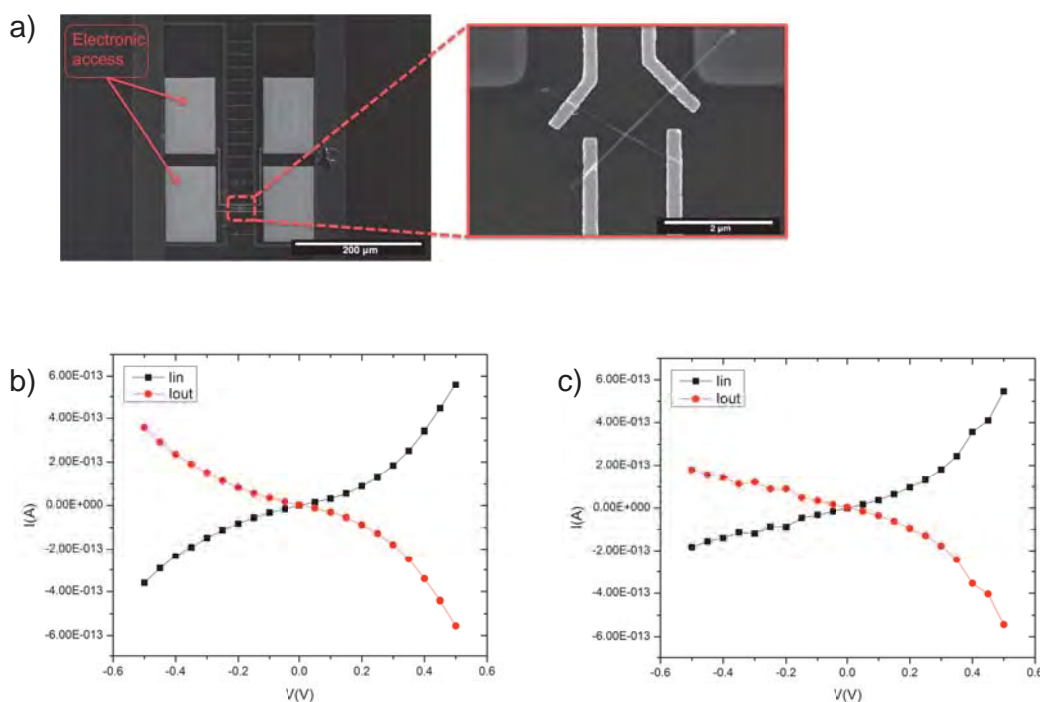 a)
Electronic
access
200 µm
2 µm
b)
Iin
Iout
6.00E-013
4.00E-013
2.00E-013
0.00E+000
-2.00E-013
-4.00E-013
-6.00E-013
I(A)
-0.6 -0.4 -0.2 0.0 0.2 0.4 0.6
V(V)
c)
Iin
Iout
6.00E-013
4.00E-013
2.00E-013
0.00E+000
-2.00E-013
-4.00E-013
-6.00E-013
I(A)
-0.6 -0.4 -0.2 0.0 0.2 0.4 0.6
V(V)